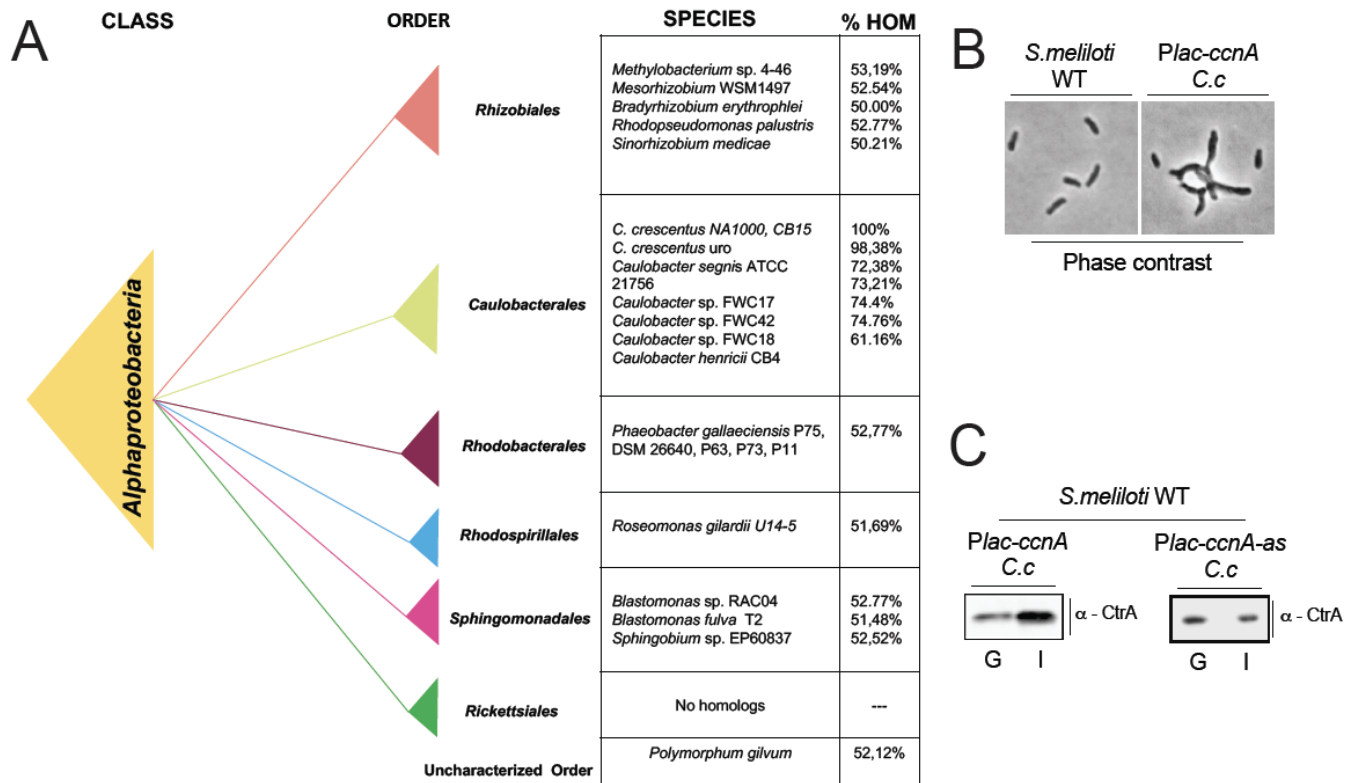 A
CLASS
ORDER
SPECIES
% HOM
Alphaproteobacteria
Rhizobiales
Methylobacterium sp. 4-46 53,19%
Mesorhizobium WSM1497 52.54%
Bradyrhizobium erythrophlei 50.00%
Rhodopseudomonas palustris 52.77%
Sinorhizobium medicae 50.21%
Caulobacterales
C. crescentus NA1000, CB15 100%
C. crescentus uro 98,38%
Caulobacter segnis ATCC 72,38%
21756 73,21%
Caulobacter sp. FWC17 74.4%
Caulobacter sp. FWC42 74.76%
Caulobacter sp. FWC18 61.16%
Caulobacter henricii CB4
Rhodobacterales
Phaeobacter gallaeciensis P75, 52,77%
DSM 26640, P63, P73, P11
Rhodospirillales
Roseomonas gilardii U14-5 51,69%
Sphingomonadales
Blastomonas sp. RAC04 52.77%
Blastomonas fulva T2 51,48%
Sphingobium sp. EP60837 52,52%
Rickettsiales
No homologs ---
Uncharacterized Order
Polymorphum gilvum 52,12%
B
S.meliloti
WT
Plac-ccnA
C.c
Phase contrast
C
S.meliloti WT
Plac-ccnA
C.c
α - CtrA
G I
Plac-ccnA-as
C.c
α - CtrA
G I